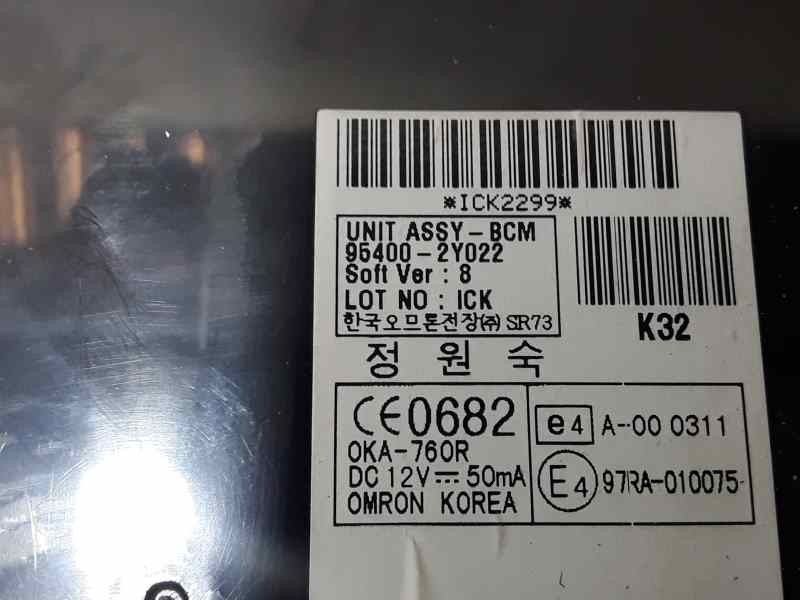 *ICK2299*
UNIT ASSY-BCM
95400-2Y022
Soft Ver : 8
LOT NO : ICK
한국오므론전장(주) SR73
K32
정 원 숙
CE0682
OKA-760R
DC 12V⎓50mA
OMRON KOREA
e4 A-00 0311
E4 97RA-010075